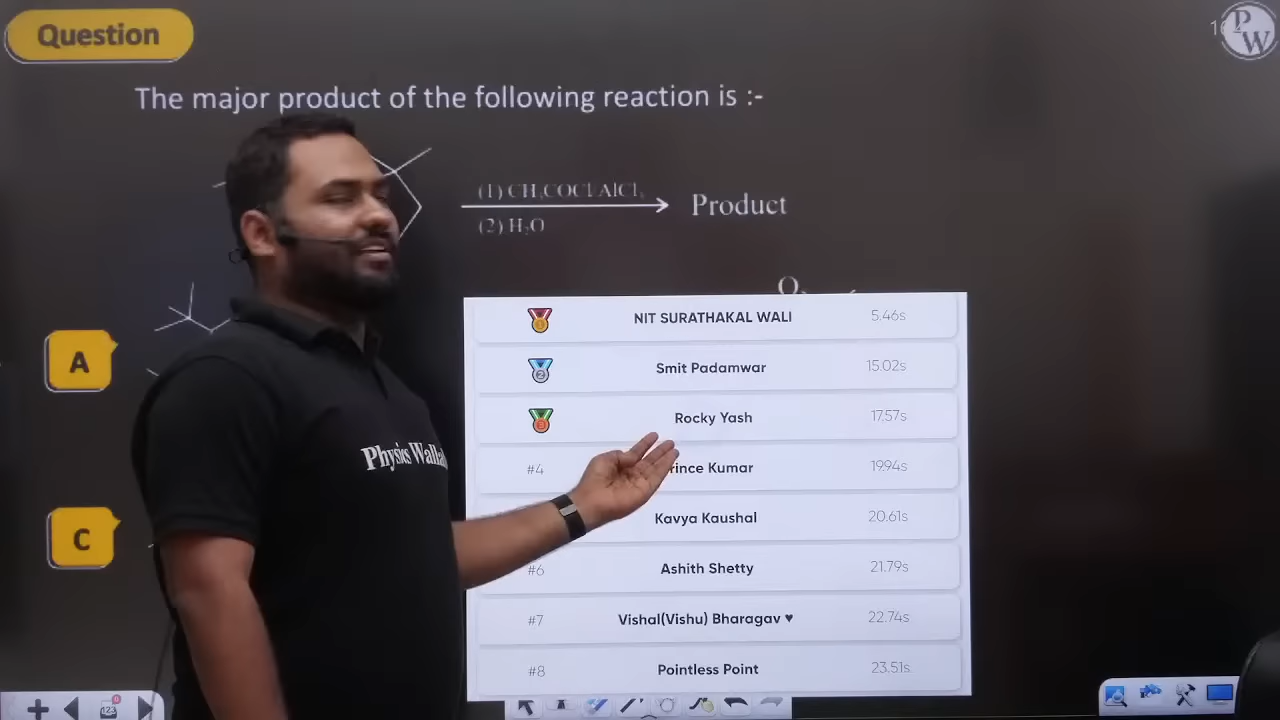 Question
PW
The major product of the following reaction is :-
(1) CH₃COCl AlCl₃
(2) H₂O
Product
O
NIT SURATHAKAL WALI 5.46s
Smit Padamwar 15.02s
A
Rocky Yash 17.57s
#4 rince Kumar 19.94s
Kavya Kaushal 20.61s
Physics Walla
C
#6 Ashith Shetty 21.79s
#7 Vishal(Vishu) Bharagav ♥ 22.74s
#8 Pointless Point 23.51s
123